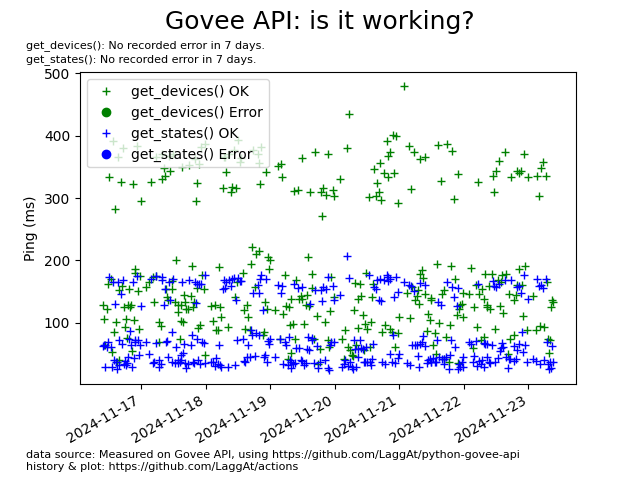 Govee API: is it working?
get_devices(): No recorded error in 7 days.
get_states(): No recorded error in 7 days.
500
400
300
200
100
Ping (ms)
get_devices() OK
get_devices() Error
get_states() OK
get_states() Error
2024-11-17
2024-11-18
2024-11-19
2024-11-20
2024-11-21
2024-11-22
2024-11-23
data source: Measured on Govee API, using https://github.com/LaggAt/python-govee-api
history & plot: https://github.com/LaggAt/actions